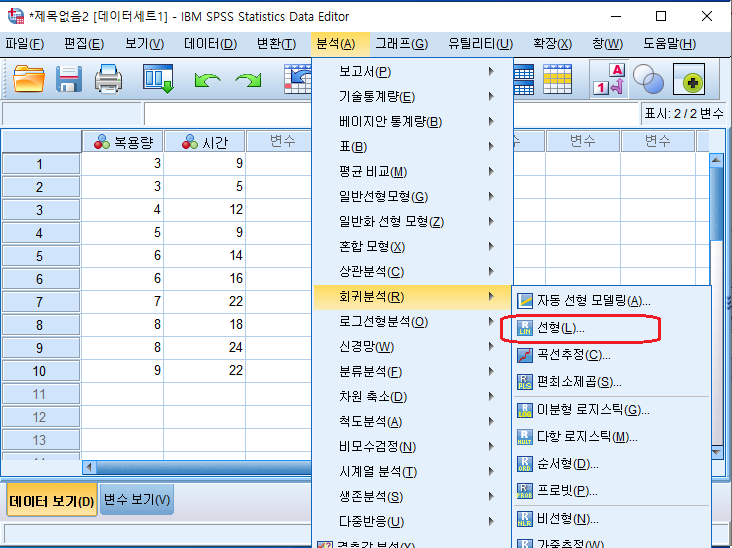 *제목없음2 [데이터세트1] - IBM SPSS Statistics Data Editor
파일(F) 편집(E) 보기(V) 데이터(D) 변환(T) 분석(A) 그래프(G) 유틸리티(U) 확장(X) 창(W) 도움말(H)
표시: 2 / 2 변수
복용량 시간 변수 변수 변수
1 3 9
2 3 5
3 4 12
4 5 9
5 6 14
6 6 16
7 7 22
8 8 18
9 8 24
10 9 22
11
12
13
데이터 보기(D) 변수 보기(V)
보고서(P)
기술통계량(E)
베이지안 통계량(B)
표(B)
평균 비교(M)
일반선형모형(G)
일반화 선형 모형(Z)
혼합 모형(X)
상관분석(C)
회귀분석(R)
로그선형분석(O)
신경망(W)
분류분석(F)
차원 축소(D)
척도분석(A)
비모수검정(N)
시계열 분석(T)
생존분석(S)
다중반응(U)
결측값 분석(Y)
자동 선형 모델링(A)...
선형(L)...
곡선추정(C)...
편최소제곱(S)...
이분형 로지스틱(G)...
다항 로지스틱(M)...
순서형(D)...
프로빗(P)...
비선형(N)...
가중추정(W)...